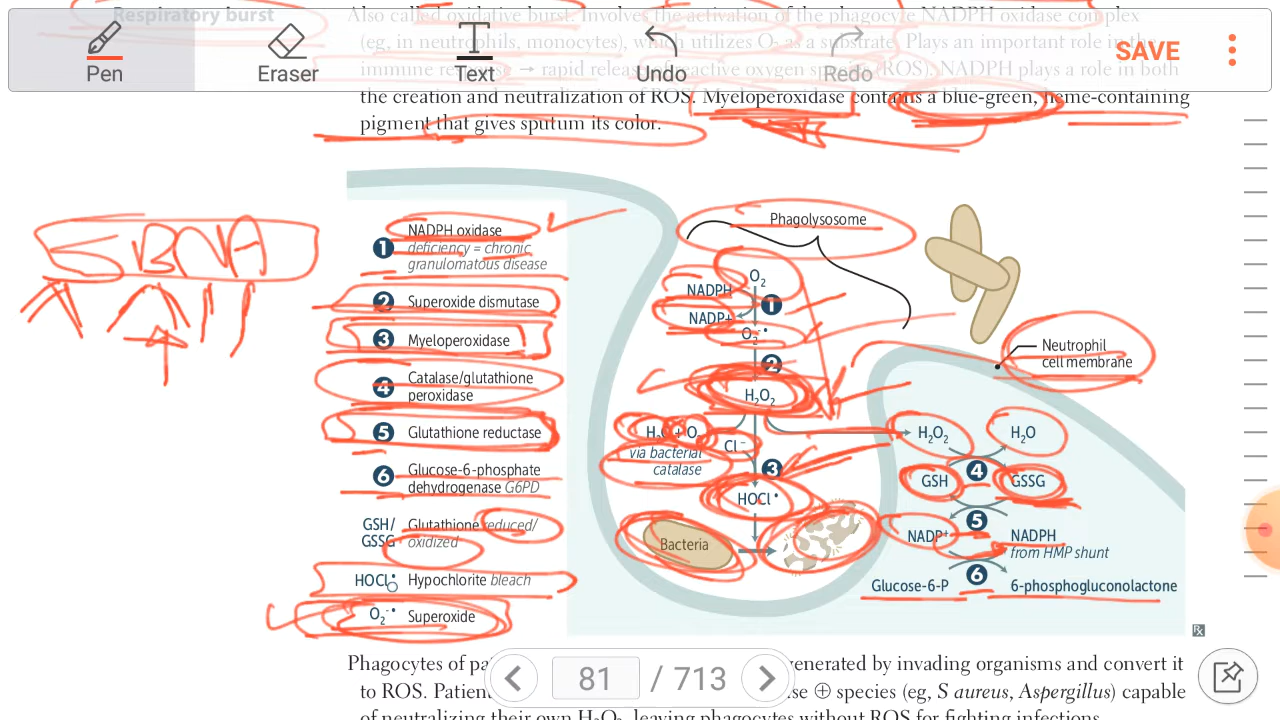 Respiratory burst
Also called oxidative burst. Involves the activation of the phagocyte NADPH oxidase complex
(eg, in neutrophils, monocytes), which utilizes O₂ as a substrate. Plays an important role in the
immune response → rapid release of reactive oxygen species (ROS). NADPH plays a role in both
Pen
Eraser
Text
Undo
Redo
SAVE
the creation and neutralization of ROS. Myeloperoxidase contains a blue-green, heme-containing
pigment that gives sputum its color.
1 NADPH oxidase
deficiency = chronic
granulomatous disease
2 Superoxide dismutase
3 Myeloperoxidase
4 Catalase/glutathione
peroxidase
5 Glutathione reductase
6 Glucose-6-phosphate
dehydrogenase G6PD
GSH/ Glutathione reduced/
GSSG oxidized
HOCl• Hypochlorite bleach
O₂⁻• Superoxide
Phagolysosome
O₂
NADPH
1
NADP+
O₂⁻•
2
H₂O₂
H₂O + O₂
via bacterial
catalase
Cl⁻
3
HOCl•
Bacteria
Neutrophil
cell membrane
H₂O₂
H₂O
4
GSH
GSSG
5
NADP⁺
NADPH
from HMP shunt
6
Glucose-6-P
6-phosphogluconolactone
Phagocytes of
generated by invading organisms and convert it
to ROS. Patien
⊕ species (eg, S aureus, Aspergillus) capable
of neutralizing their own H₂O₂, leaving phagocytes without ROS for fighting infections.
81 / 713